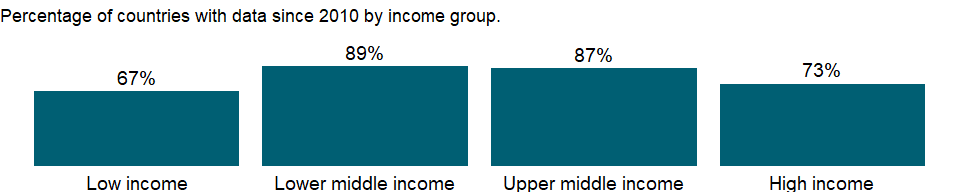 Percentage of countries with data since 2010 by income group.
67%
89%
87%
73%
Low income
Lower middle income
Upper middle income
High income